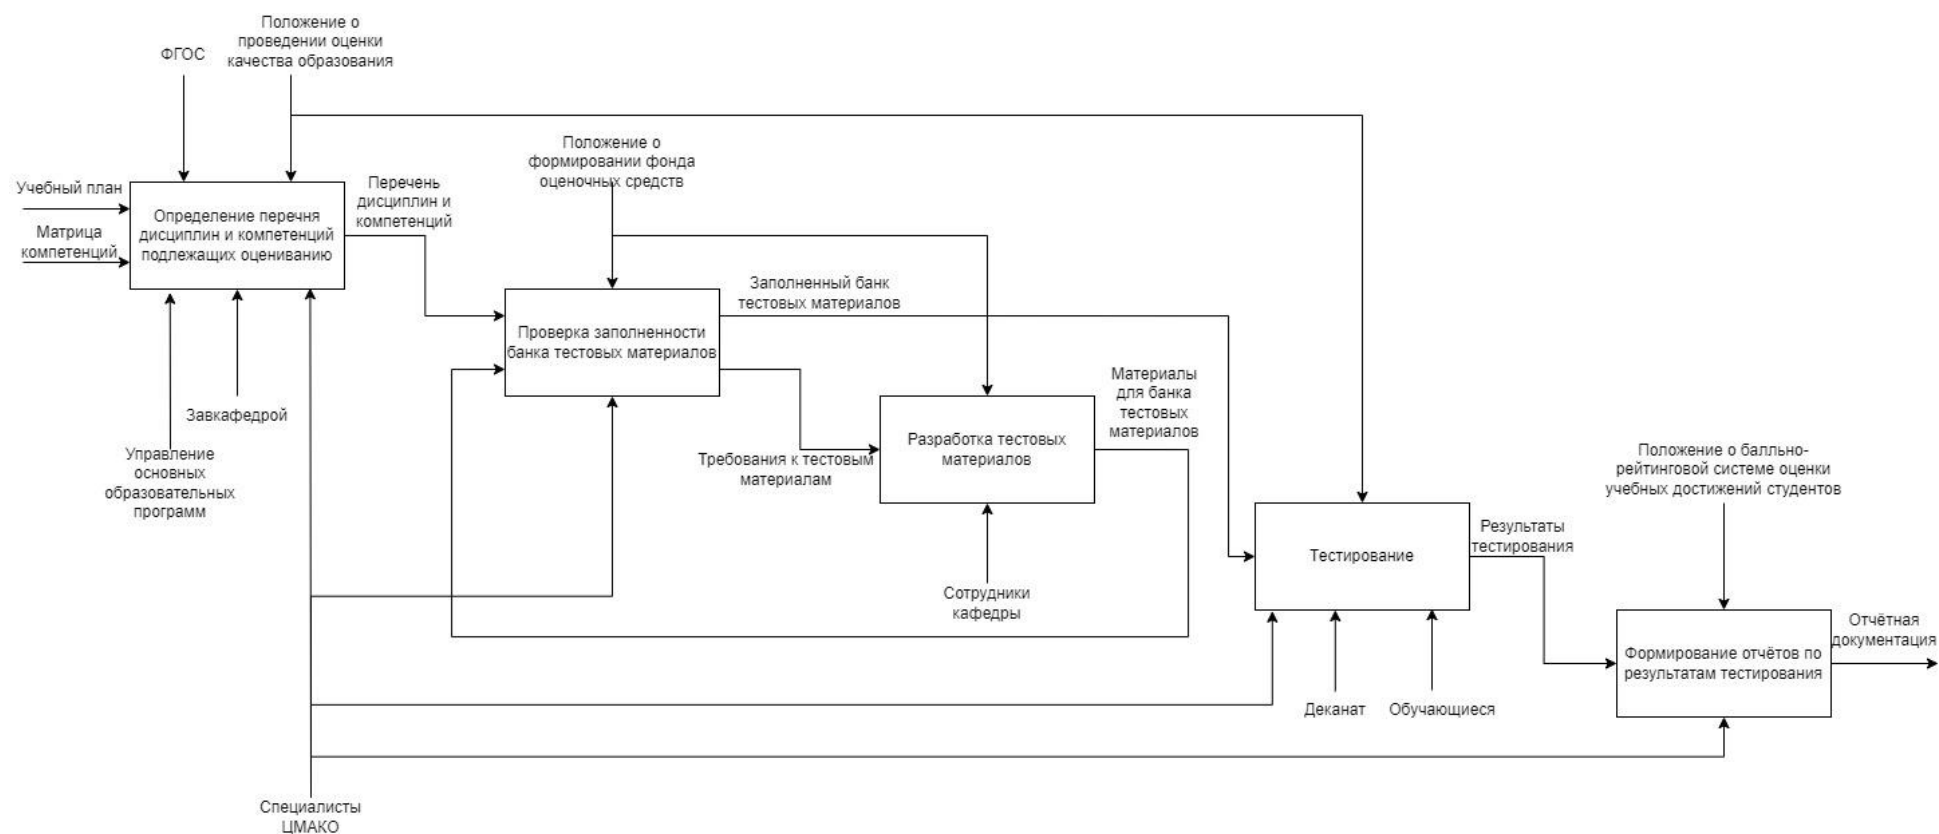 Положение о
проведении оценки
качества образования
ФГОС
Положение о
формировании фонда
оценочных средств
Учебный план
Матрица
компетенций
Определение перечня
дисциплин и компетенций
подлежащих оцениванию
Перечень
дисциплин и
компетенций
Заполненный банк
тестовых материалов
Проверка заполненности
банка тестовых материалов
Завкафедрой
Управление
основных
образовательных
программ
Требования к тестовым
материалам
Разработка тестовых
материалов
Материалы
для банка
тестовых
материалов
Сотрудники
кафедры
Положение о балльно-
рейтинговой системе оценки
учебных достижений студентов
Тестирование
Результаты
тестирования
Деканат
Обучающиеся
Формирование отчётов по
результатам тестирования
Отчётная
документация
Специалисты
ЦМАКО